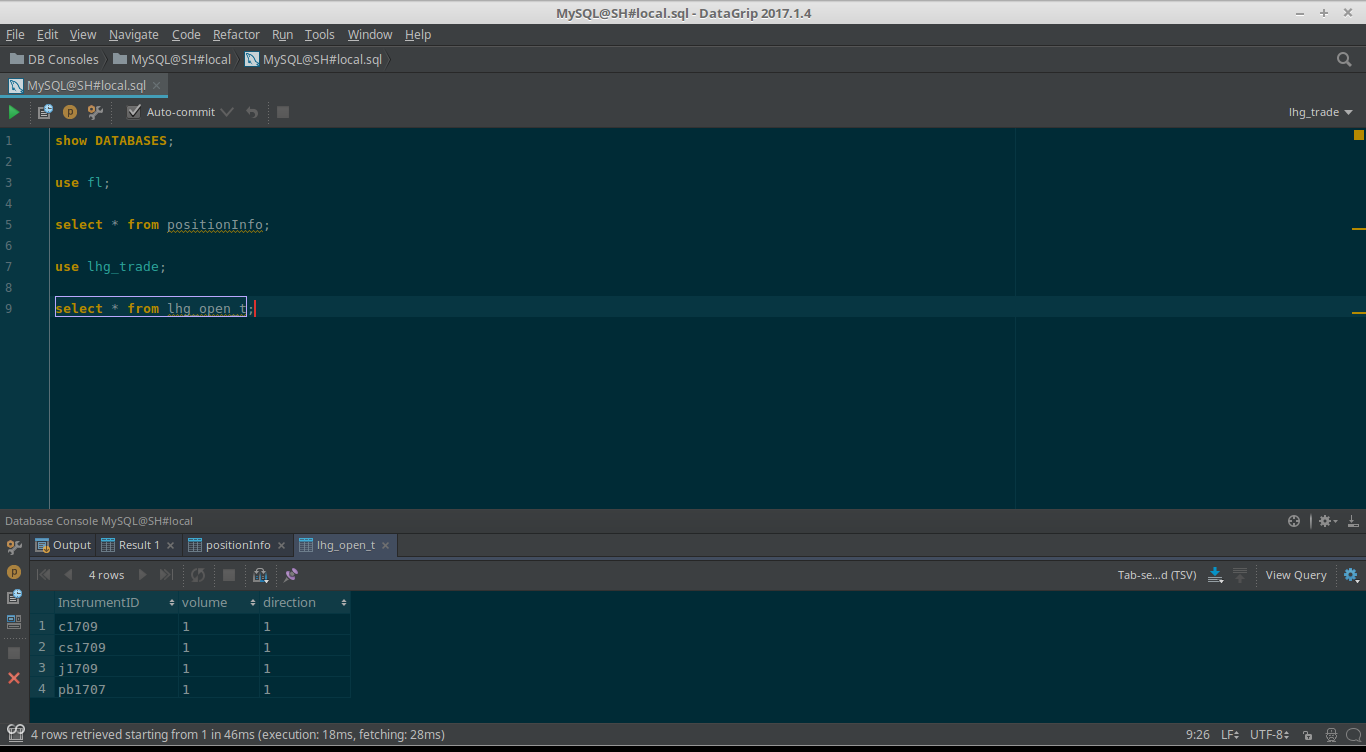 MySQL@SH#local.sql - DataGrip 2017.1.4
File Edit View Navigate Code Refactor Run Tools Window Help
DB Consoles MySQL@SH#local MySQL@SH#local.sql
MySQL@SH#local.sql
Auto-commit lhg_trade
1 show DATABASES;
2
3 use fl;
4
5 select * from positionInfo;
6
7 use lhg_trade;
8
9 select * from lhg_open_t;
Database Console MySQL@SH#local
Output Result 1 positionInfo lhg_open_t
4 rows Tab-se...d (TSV) View Query
InstrumentID volume direction
1 c1709 1 1
2 cs1709 1 1
3 j1709 1 1
4 pb1707 1 1
4 rows retrieved starting from 1 in 46ms (execution: 18ms, fetching: 28ms) 9:26 LF UTF-8